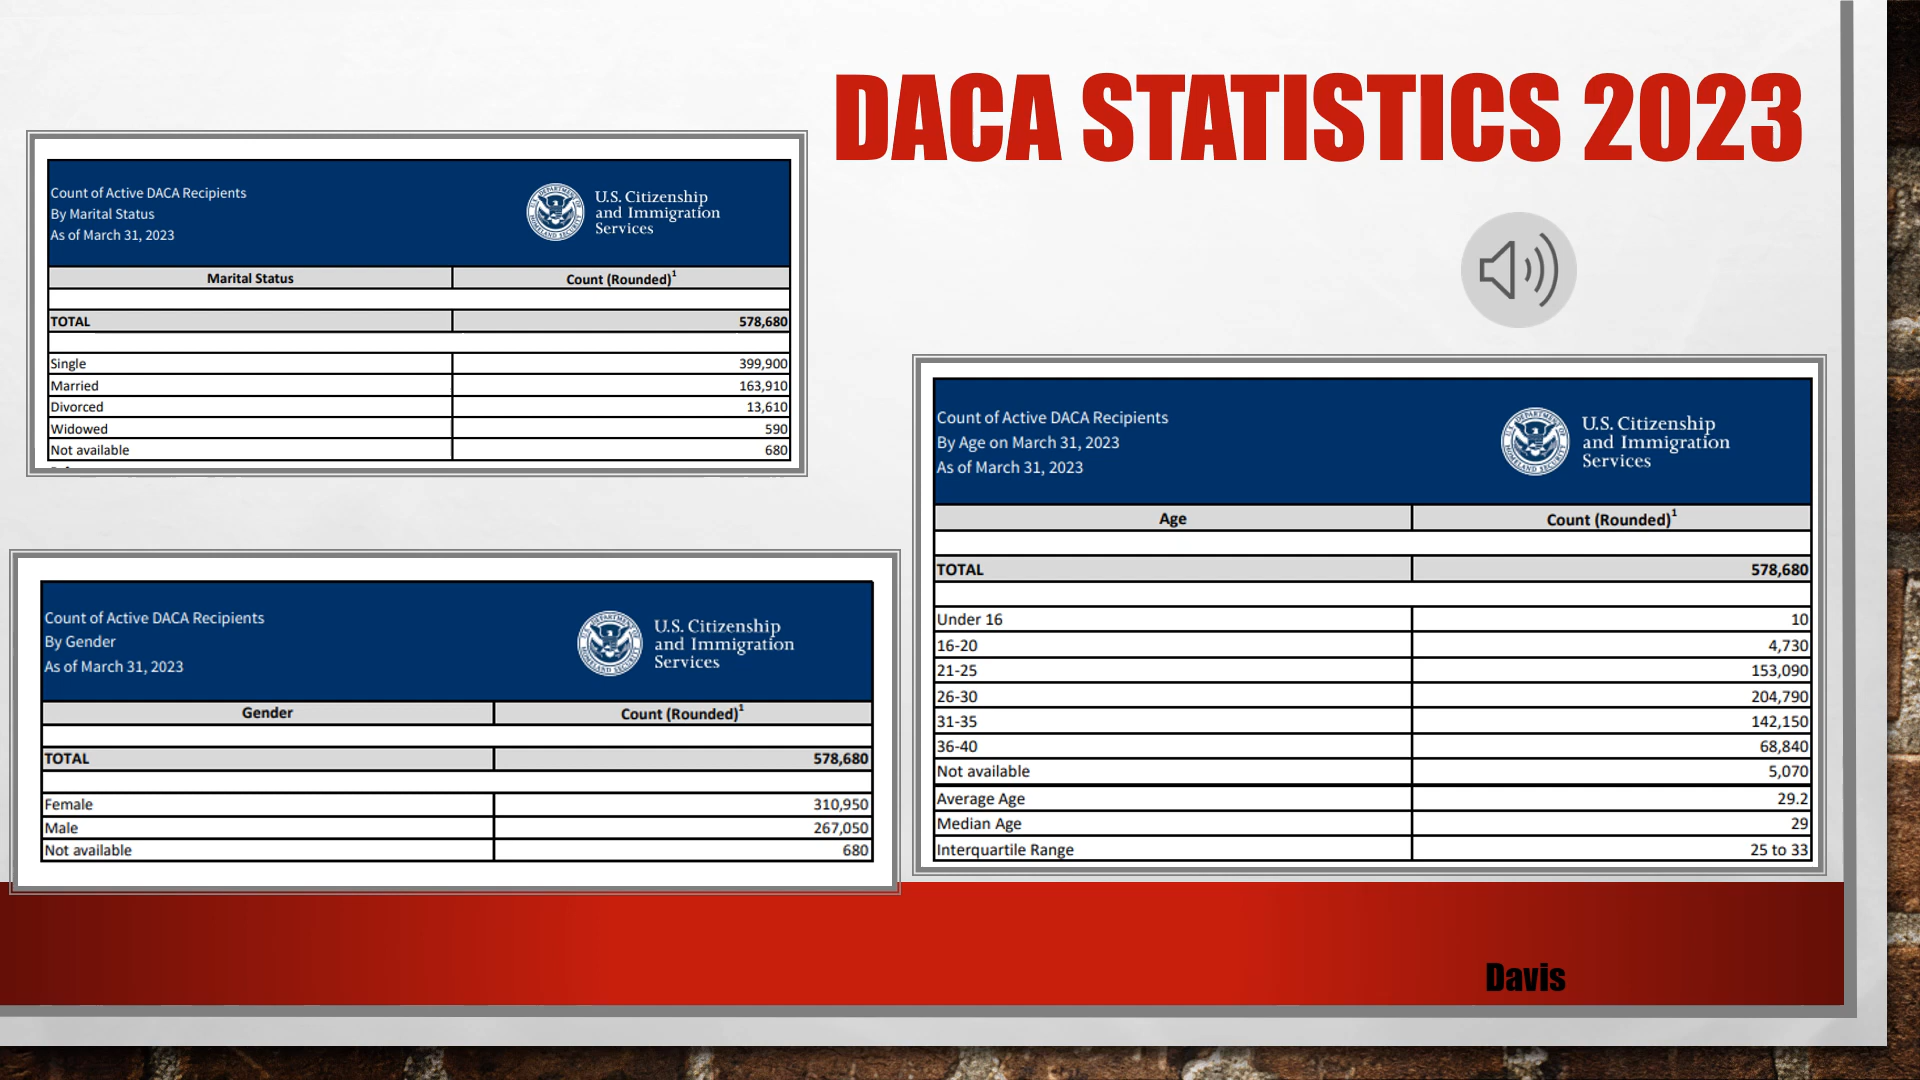 DACA STATISTICS 2023
Count of Active DACA Recipients
By Marital Status
As of March 31, 2023
U.S. Citizenship
and Immigration
Services
Marital Status Count (Rounded)1
TOTAL 578,680
Single 399,900
Married 163,910
Divorced 13,610
Widowed 590
Not available 680
Count of Active DACA Recipients
By Gender
As of March 31, 2023
U.S. Citizenship
and Immigration
Services
Gender Count (Rounded)1
TOTAL 578,680
Female 310,950
Male 267,050
Not available 680
Count of Active DACA Recipients
By Age on March 31, 2023
As of March 31, 2023
U.S. Citizenship
and Immigration
Services
Age Count (Rounded)1
TOTAL 578,680
Under 16 10
16-20 4,730
21-25 153,090
26-30 204,790
31-35 142,150
36-40 68,840
Not available 5,070
Average Age 29.2
Median Age 29
Interquartile Range 25 to 33
Davis